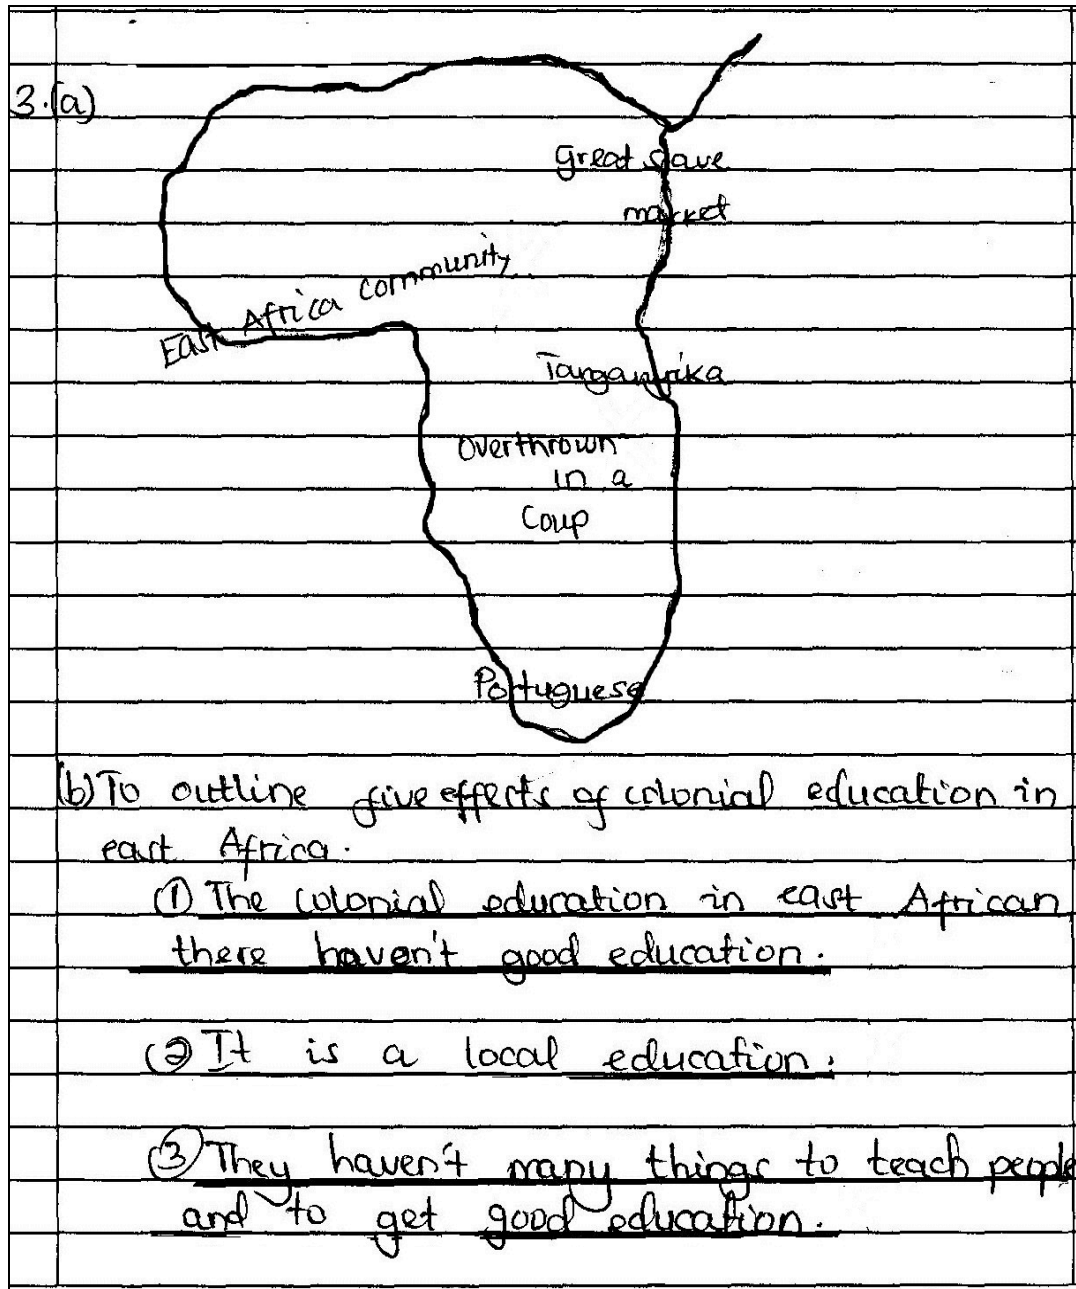 3.(a)
Great slave
market
East Africa community
Tanganyika
Overthrown
in a
Coup
Portuguese
(b) To outline five effects of colonial education in
east Africa.
(1) The colonial education in east African
there haven't good education.
(2) It is a local education.
(3) They haven't many things to teach people
and to get good education.